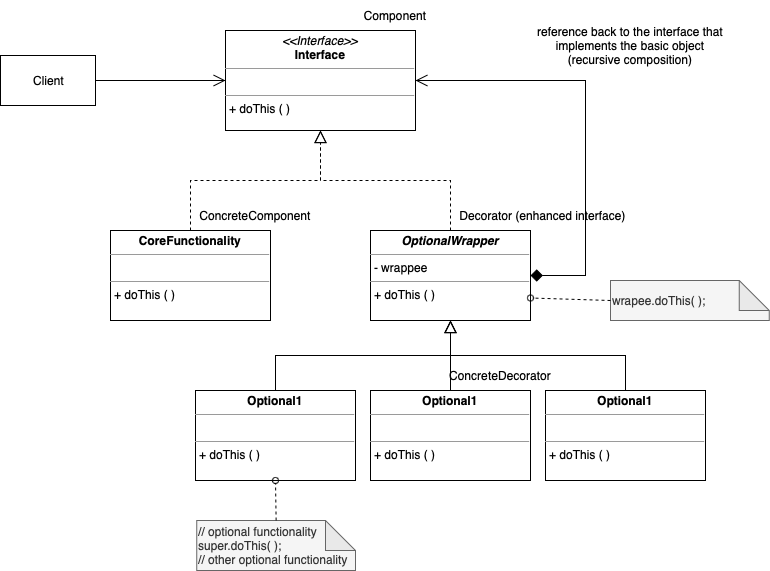 Component
reference back to the interface that
implements the basic object
(recursive composition)
<<Interface>>
Interface
Client
+ doThis ( )
ConcreteComponent
Decorator (enhanced interface)
CoreFunctionality
OptionalWrapper
- wrappee
+ doThis ( )
+ doThis ( )
wrapee.doThis( );
ConcreteDecorator
Optional1
Optional1
Optional1
+ doThis ( )
+ doThis ( )
+ doThis ( )
// optional functionality
super.doThis( );
// other optional functionality